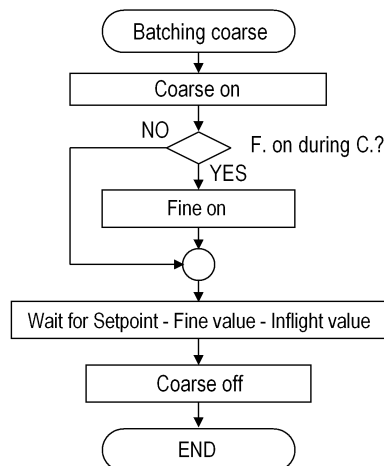 Batching coarse
Coarse on
NO
F. on during C.?
YES
Fine on
Wait for Setpoint - Fine value - Inflight value
Coarse off
END